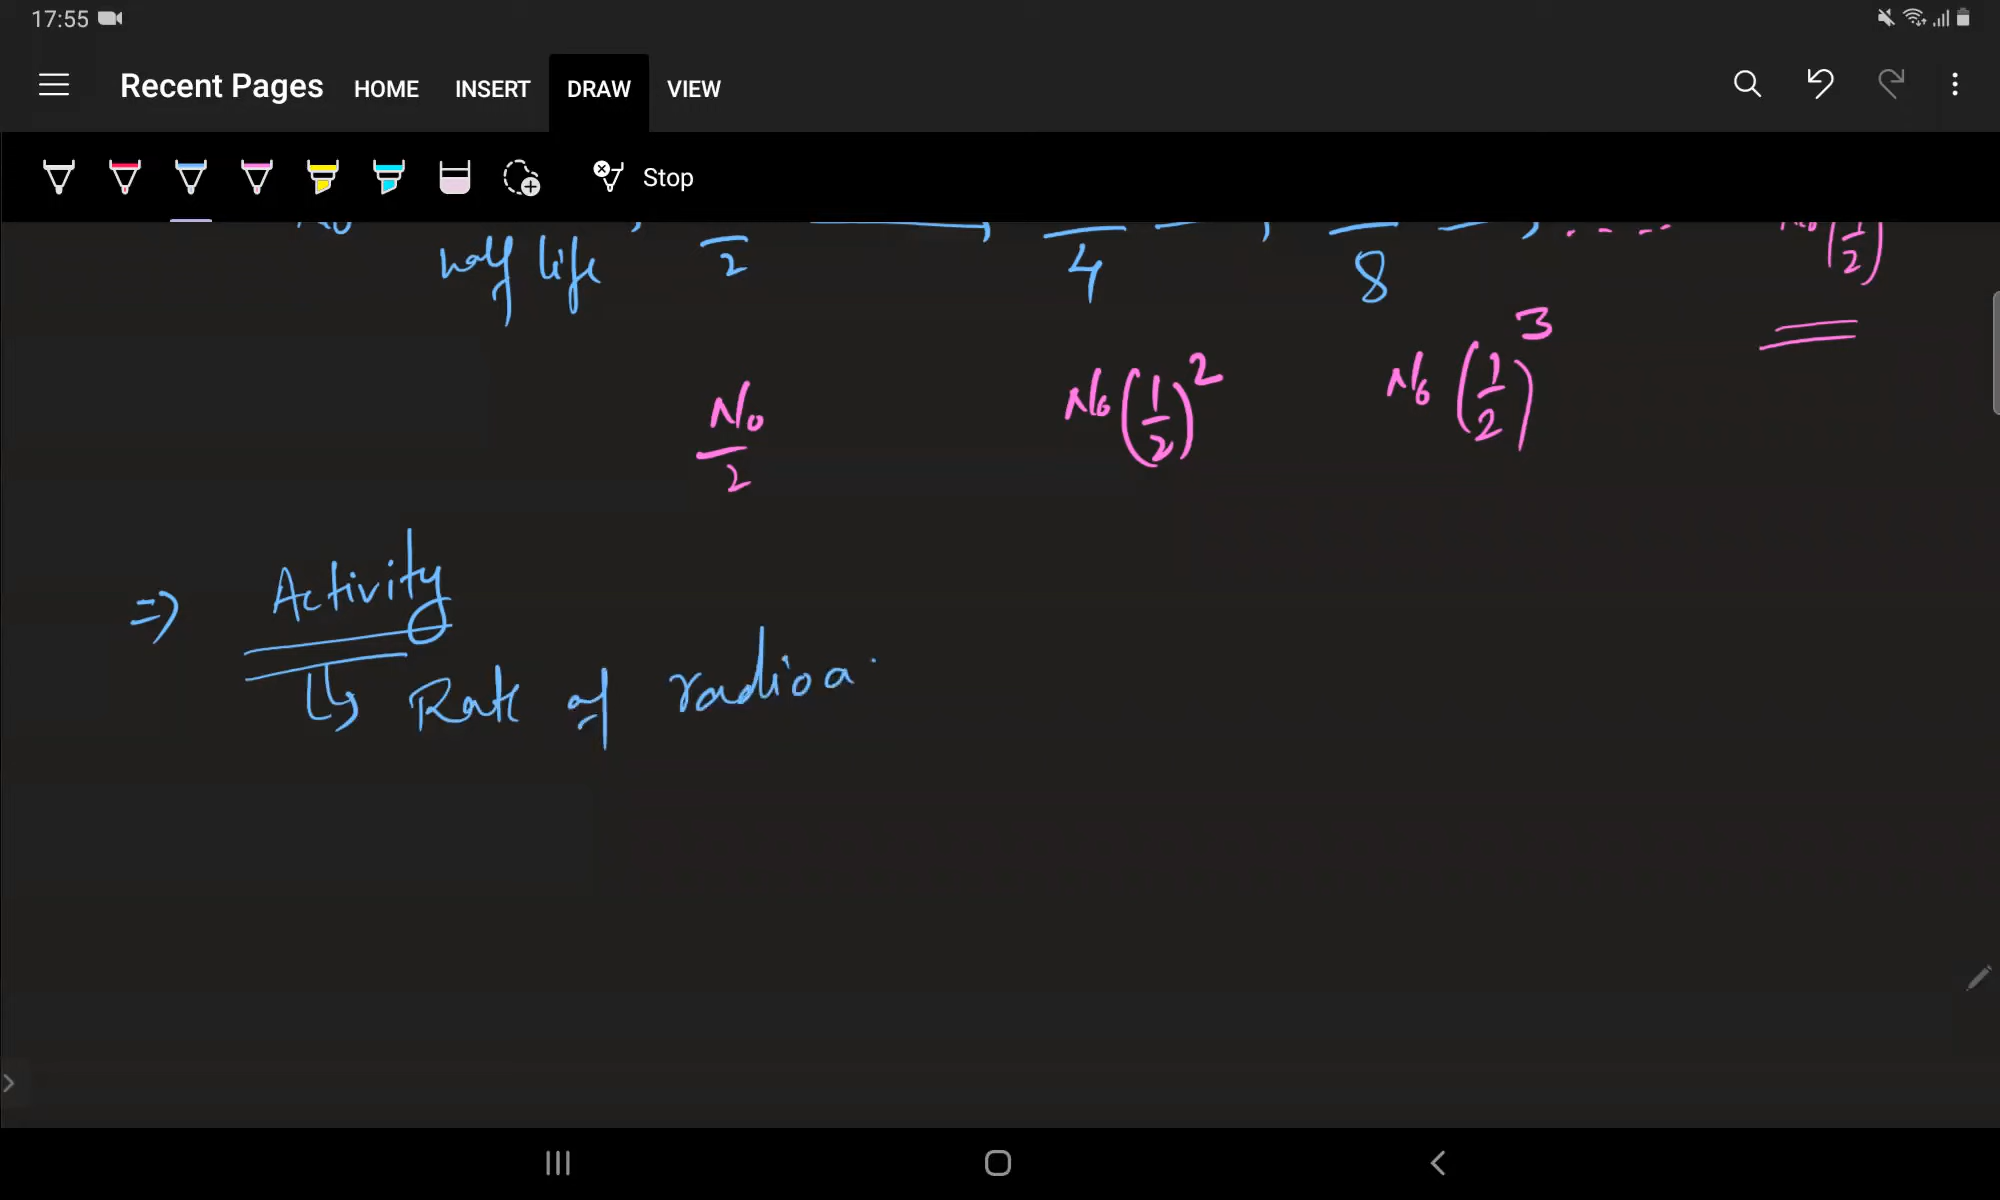 17:55
Recent Pages HOME INSERT DRAW VIEW
Stop
half life 2 4 8 2
N₀/2 N₀(1/2)² N₀(1/2)³
⇒ Activity
↳ Rate of radioa